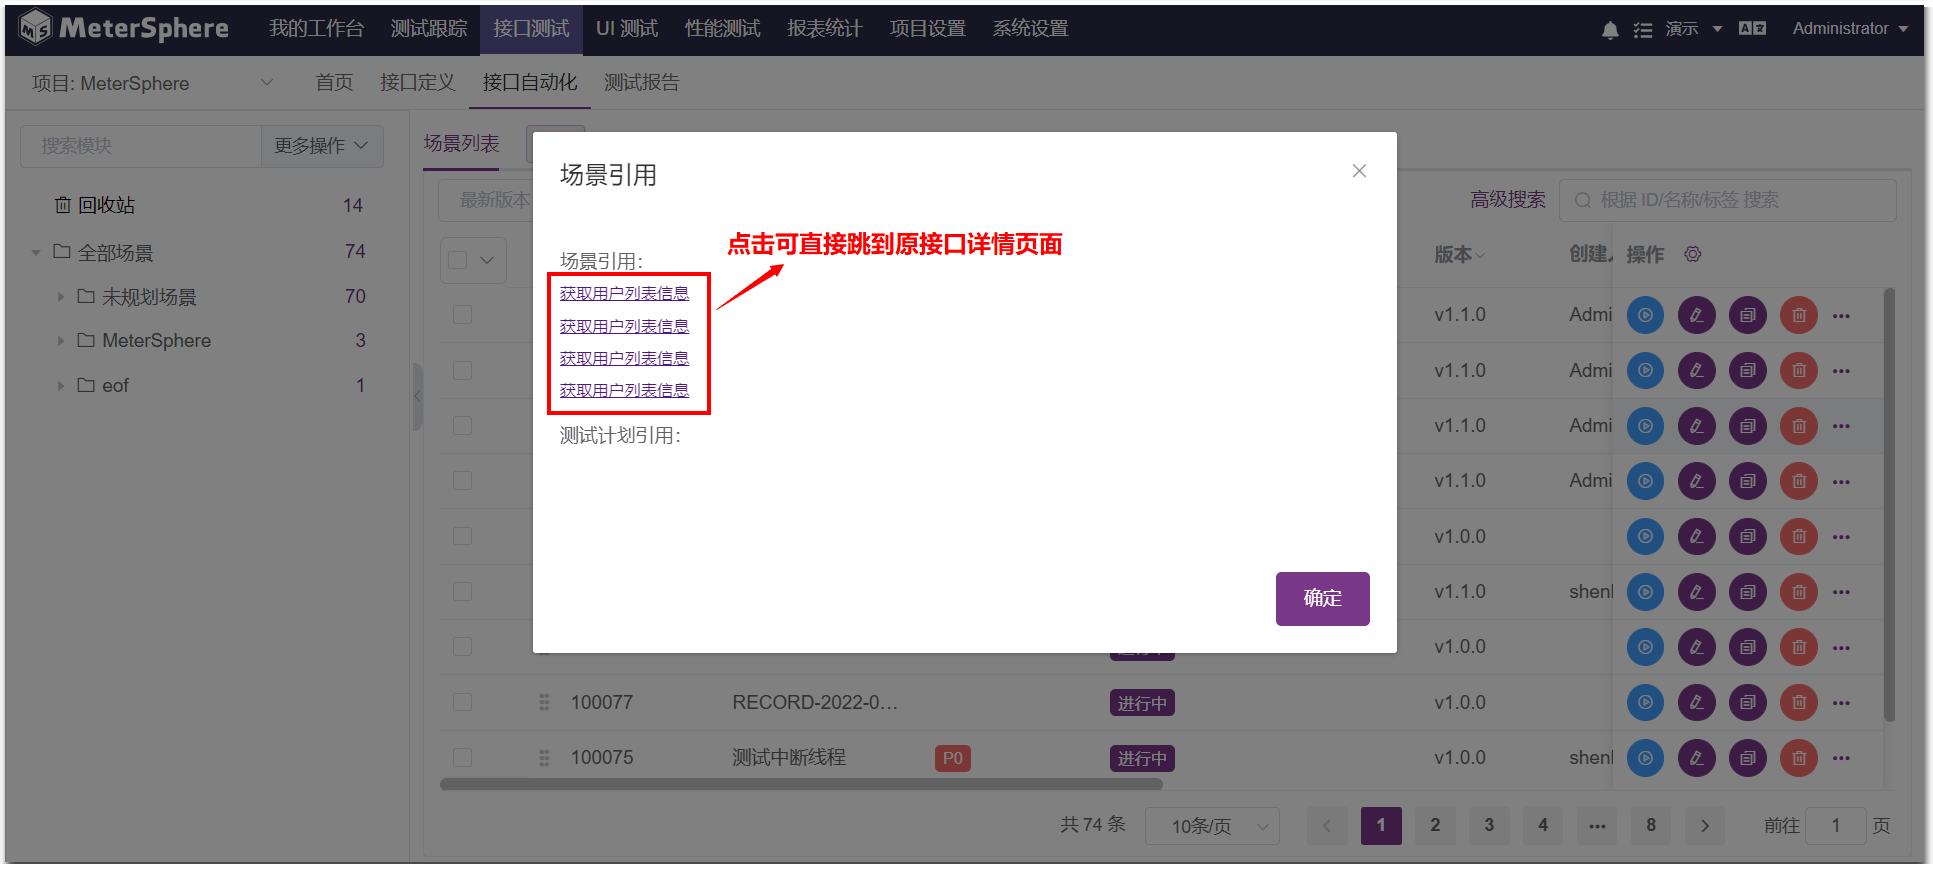 MeterSphere 我的工作台 测试跟踪 接口测试 UI 测试 性能测试 报表统计 项目设置 系统设置 演示 Administrator
项目: MeterSphere 首页 接口定义 接口自动化 测试报告
搜索模块 更多操作
回收站 14
全部场景 74
未规划场景 70
MeterSphere 3
eof 1
场景列表
最新版本 高级搜索 根据 ID/名称/标签 搜索
版本 操作
场景引用
点击可直接跳到原接口详情页面
场景引用:
获取用户列表信息
获取用户列表信息
获取用户列表信息
获取用户列表信息
测试计划引用:
确定
v1.1.0 Admi
v1.1.0 Admi
v1.1.0 Admi
v1.1.0 Admi
v1.0.0
v1.1.0
v1.0.0
100077 RECORD-2022-0... 进行中 v1.0.0
100075 测试中断线程 P0 进行中 v1.0.0
共 74 条 10条/页 1 2 3 4 ... 8 前往 1 页